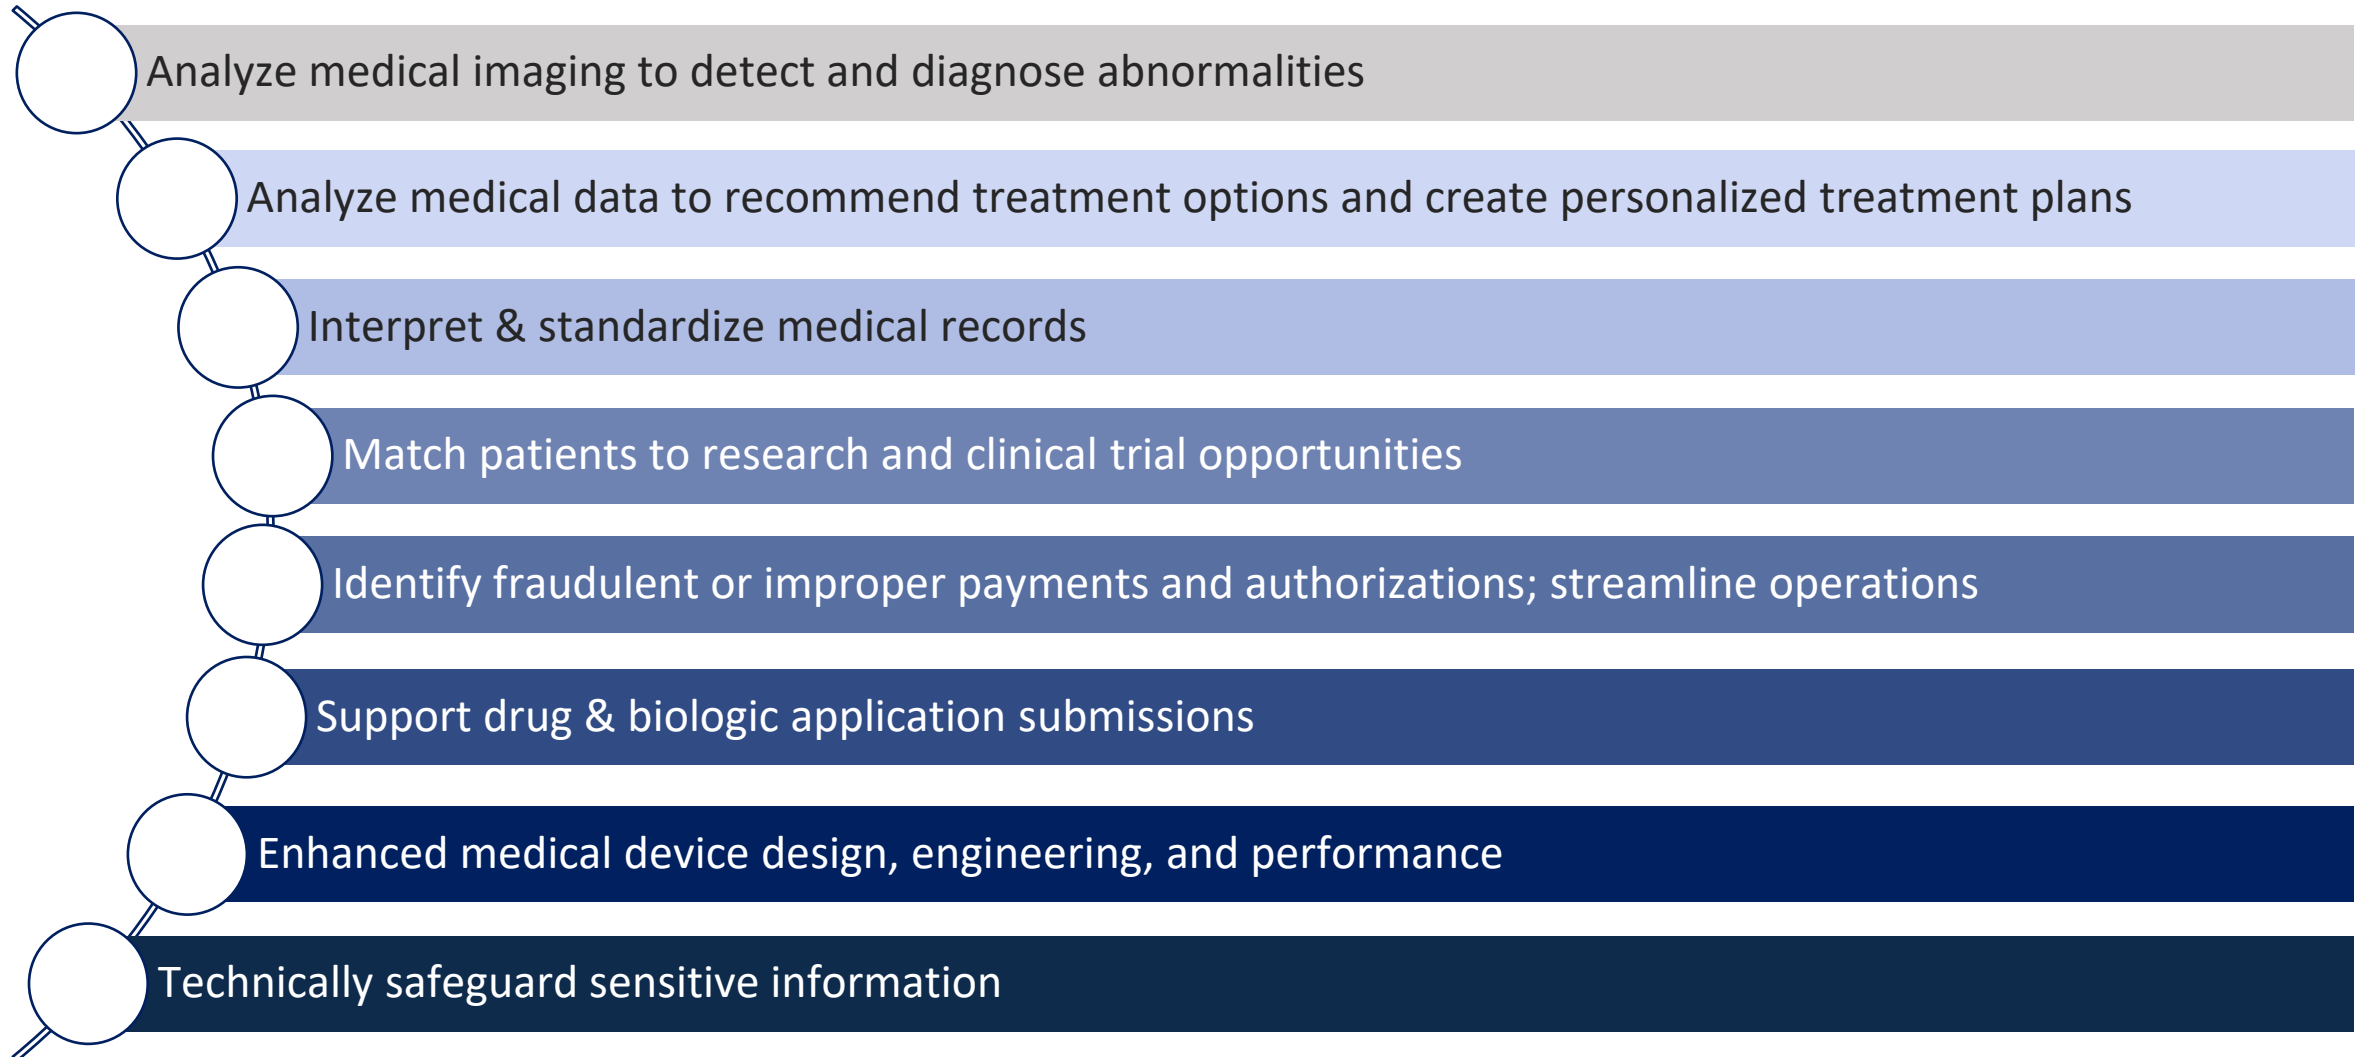 Analyze medical imaging to detect and diagnose abnormalities
Analyze medical data to recommend treatment options and create personalized treatment plans
Interpret & standardize medical records
Match patients to research and clinical trial opportunities
Identify fraudulent or improper payments and authorizations; streamline operations
Support drug & biologic application submissions
Enhanced medical device design, engineering, and performance
Technically safeguard sensitive information